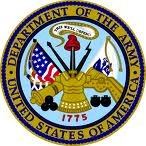 DEPARTMENT OF THE ARMY
1775
UNITED STATES OF AMERICA